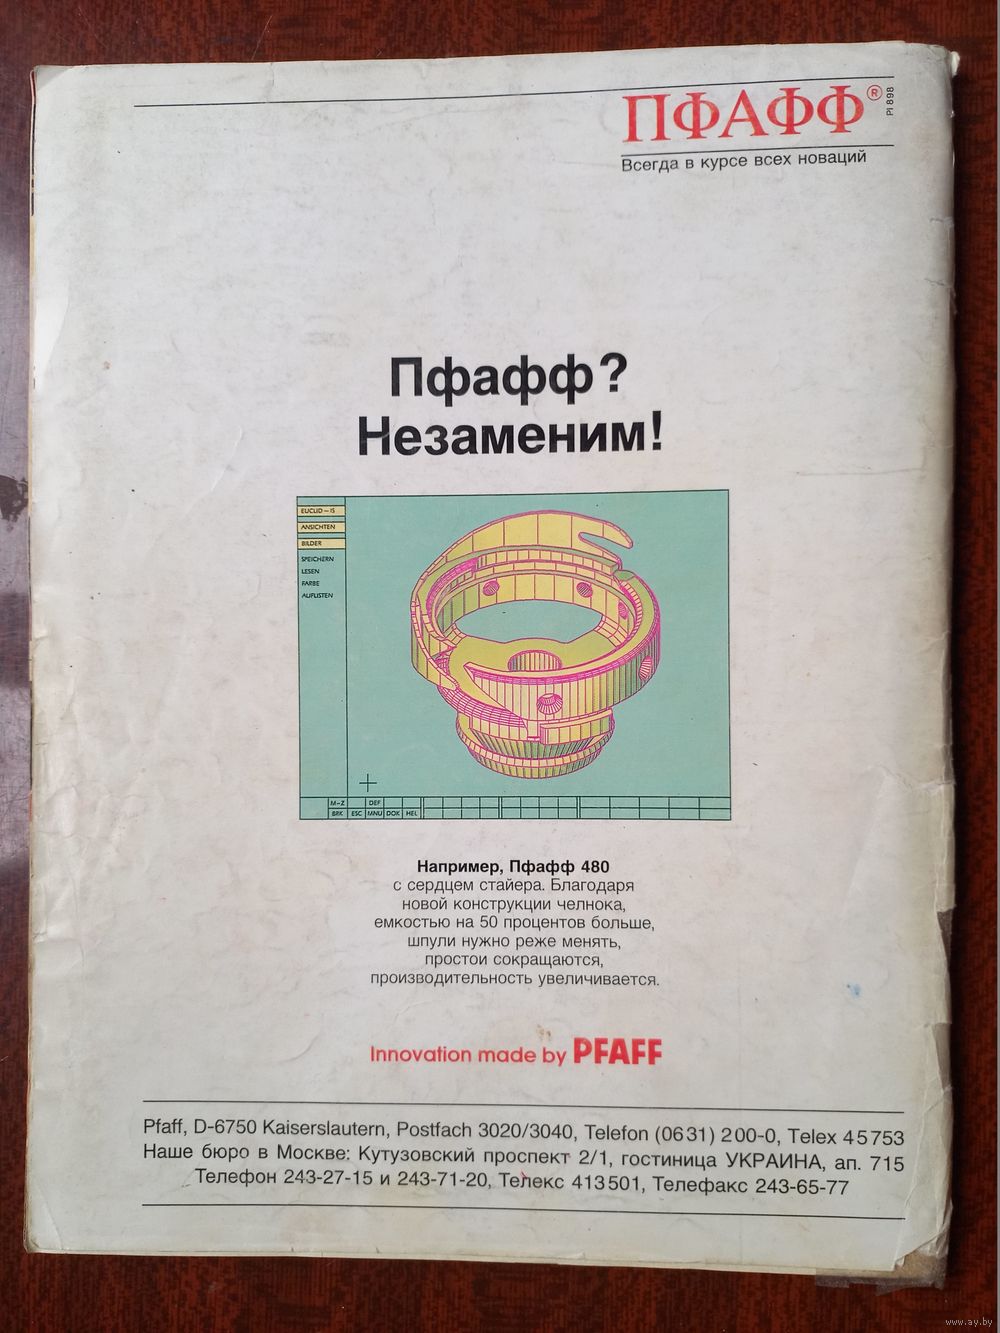 ПФАФФ®
PI 898
Всегда в курсе всех новаций
Пфафф?
Незаменим!
EUCLID-IS
ANSICHTEN
BILDER
SPEICHERN
LESEN
FARBE
AUFLISTEN
M-Z DEF
BRK ESC MNU DOK HEL
Например, Пфафф 480
с сердцем стайера. Благодаря
новой конструкции челнока,
емкостью на 50 процентов больше,
шпули нужно реже менять,
простои сокращаются,
производительность увеличивается.
Innovation made by PFAFF
Pfaff, D-6750 Kaiserslautern, Postfach 3020/3040, Telefon (0631) 200-0, Telex 45753
Наше бюро в Москве: Кутузовский проспект 2/1, гостиница УКРАИНА, ап. 715
Телефон 243-27-15 и 243-71-20, Телекс 413501, Телефакс 243-65-77
www.ay.by